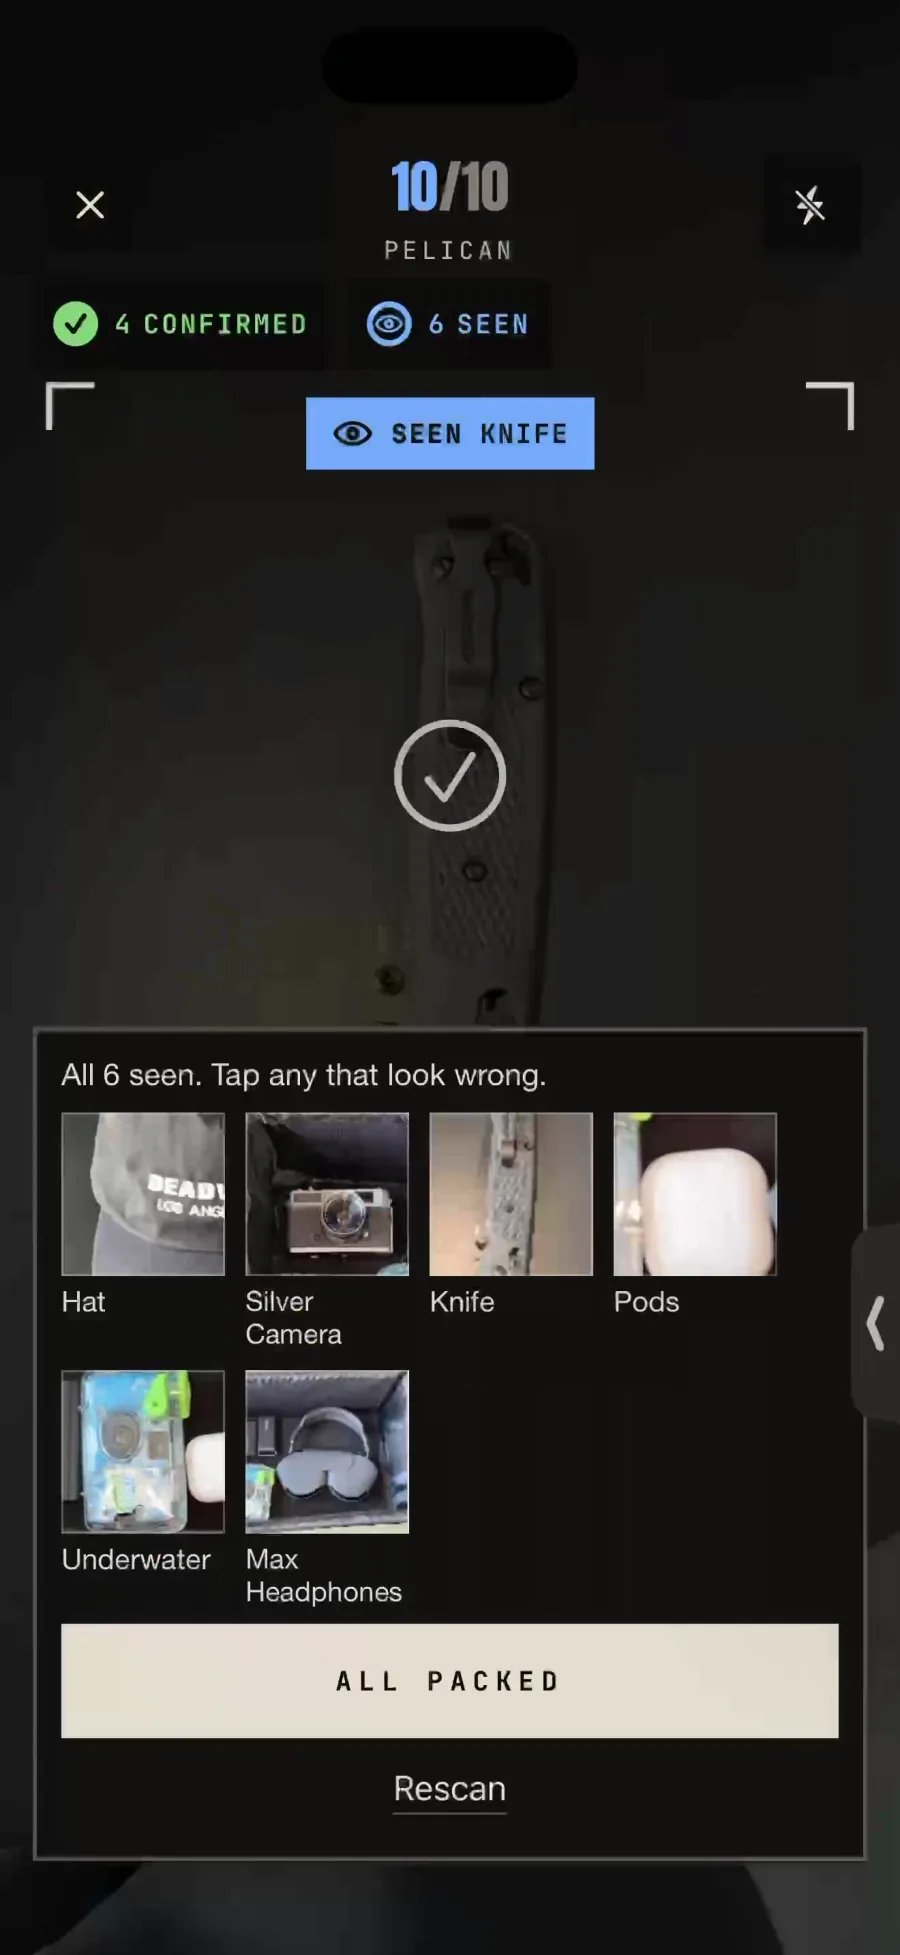 10/10
PELICAN
4 CONFIRMED
6 SEEN
SEEN KNIFE
All 6 seen. Tap any that look wrong.
LOS
Hat
Silver
Camera
Knife
Pods
Underwater
Max
Headphones
ALL PACKED
Rescan